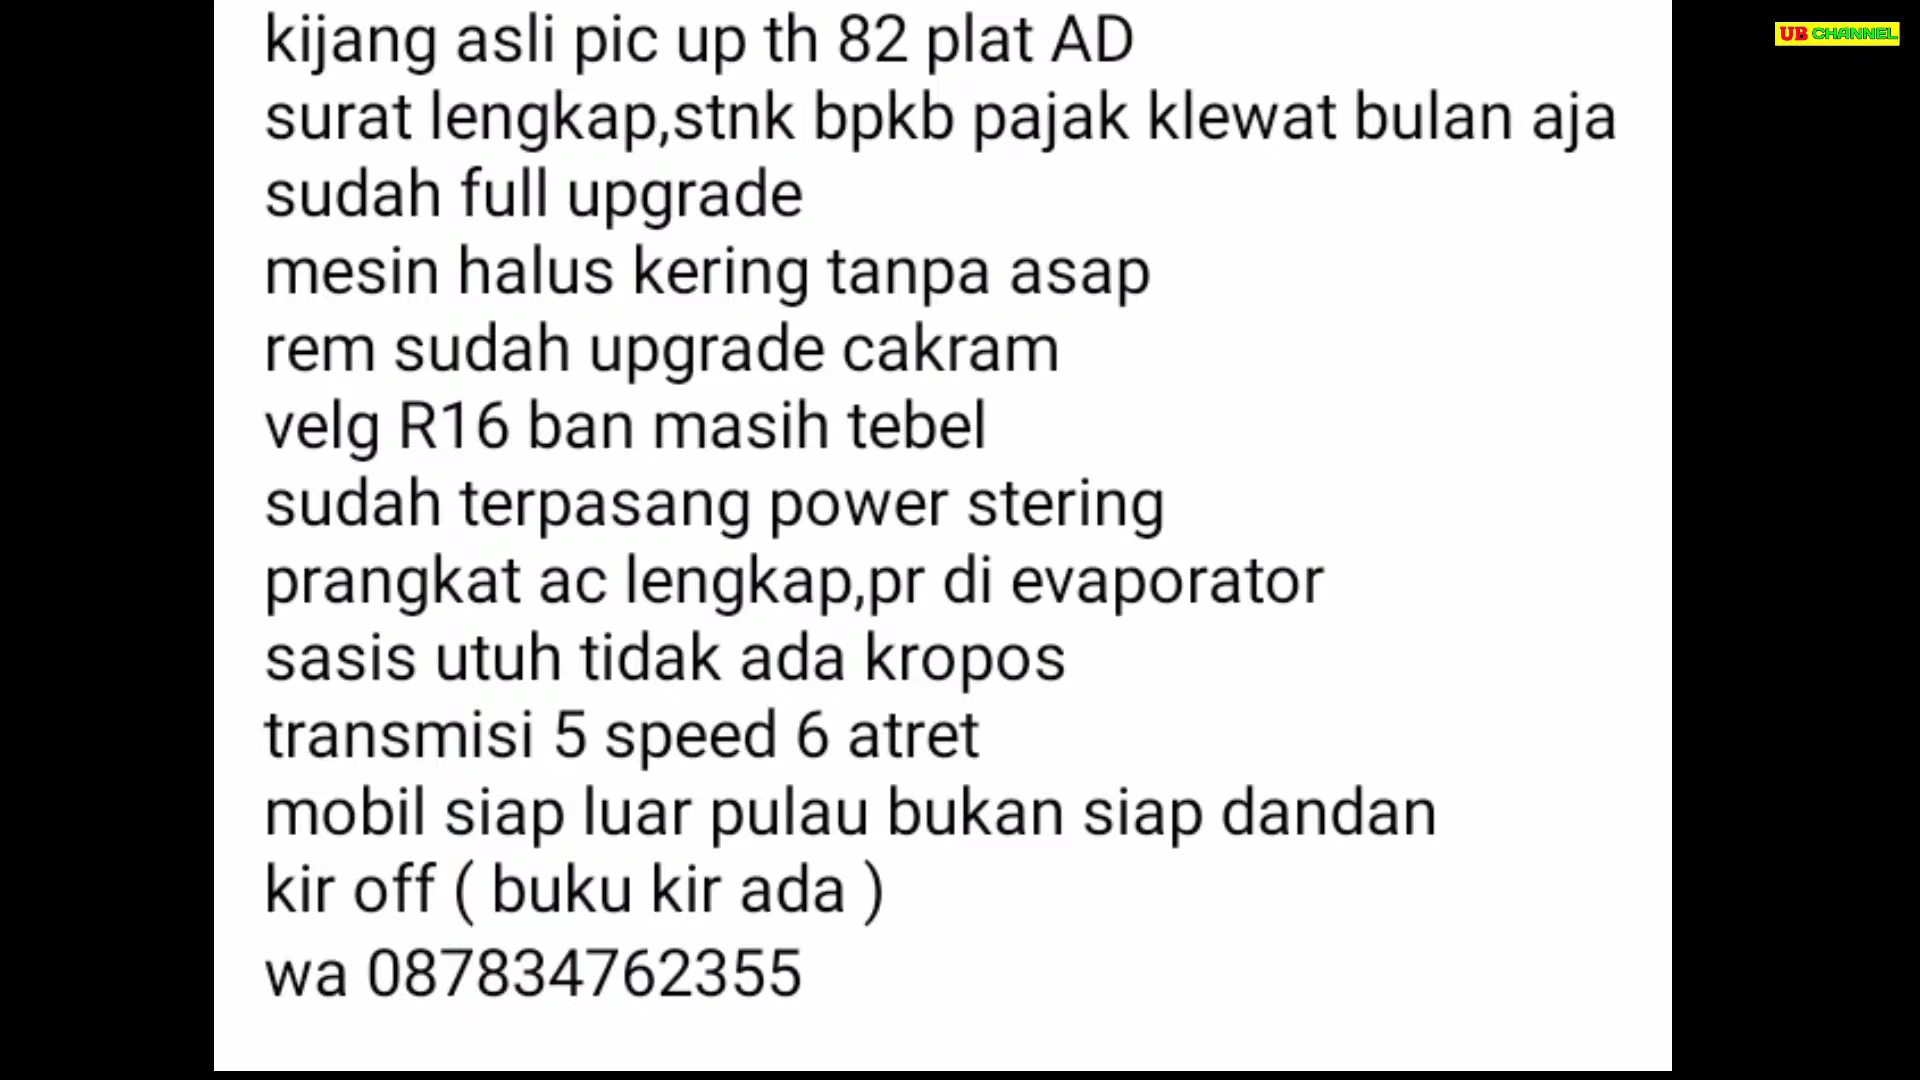 UB CHANNEL
kijang asli pic up th 82 plat AD
surat lengkap,stnk bpkb pajak klewat bulan aja
sudah full upgrade
mesin halus kering tanpa asap
rem sudah upgrade cakram
velg R16 ban masih tebel
sudah terpasang power stering
prangkat ac lengkap,pr di evaporator
sasis utuh tidak ada kropos
transmisi 5 speed 6 atret
mobil siap luar pulau bukan siap dandan
kir off ( buku kir ada )
wa 087834762355